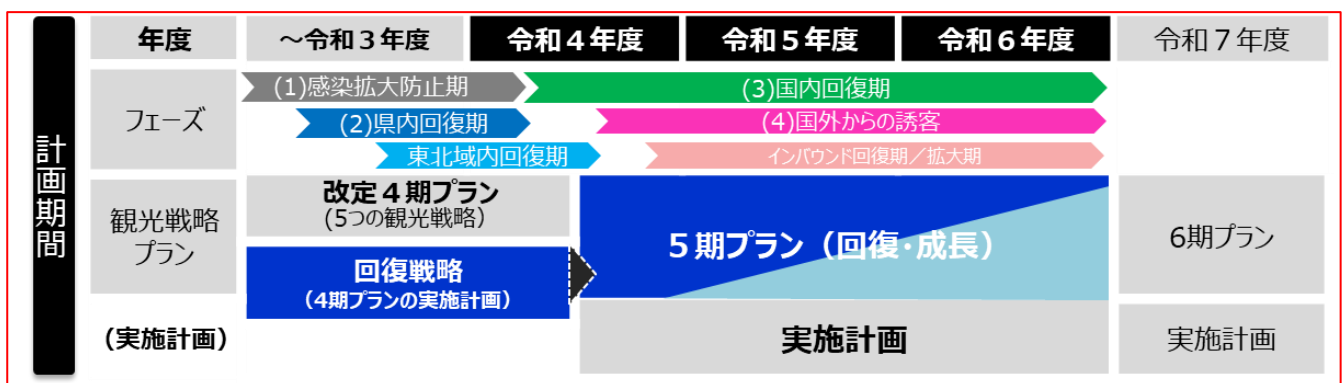 計画期間
年度
～令和３年度
令和４年度
令和５年度
令和６年度
令和７年度
フェーズ
(1)感染拡大防止期
(3)国内回復期
(2)県内回復期
(4)国外からの誘客
東北域内回復期
インバウンド回復期／拡大期
観光戦略
プラン
改定４期プラン
(5つの観光戦略)
５期プラン（回復・成長）
6期プラン
回復戦略
（4期プランの実施計画）
(実施計画)
実施計画
実施計画